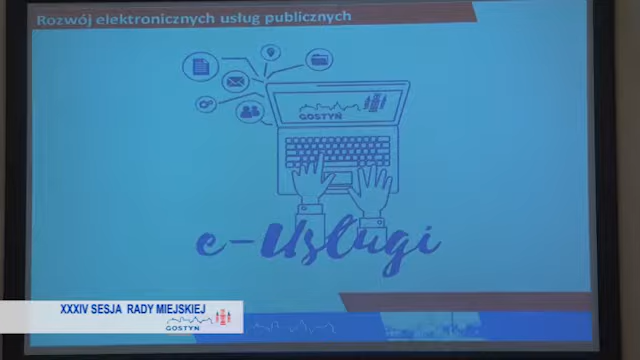 Rozwój elektronicznych usług publicznych
GOSTYŃ
e-Usługi
XXXIV SESJA RADY MIEJSKIEJ
GOSTYŃ